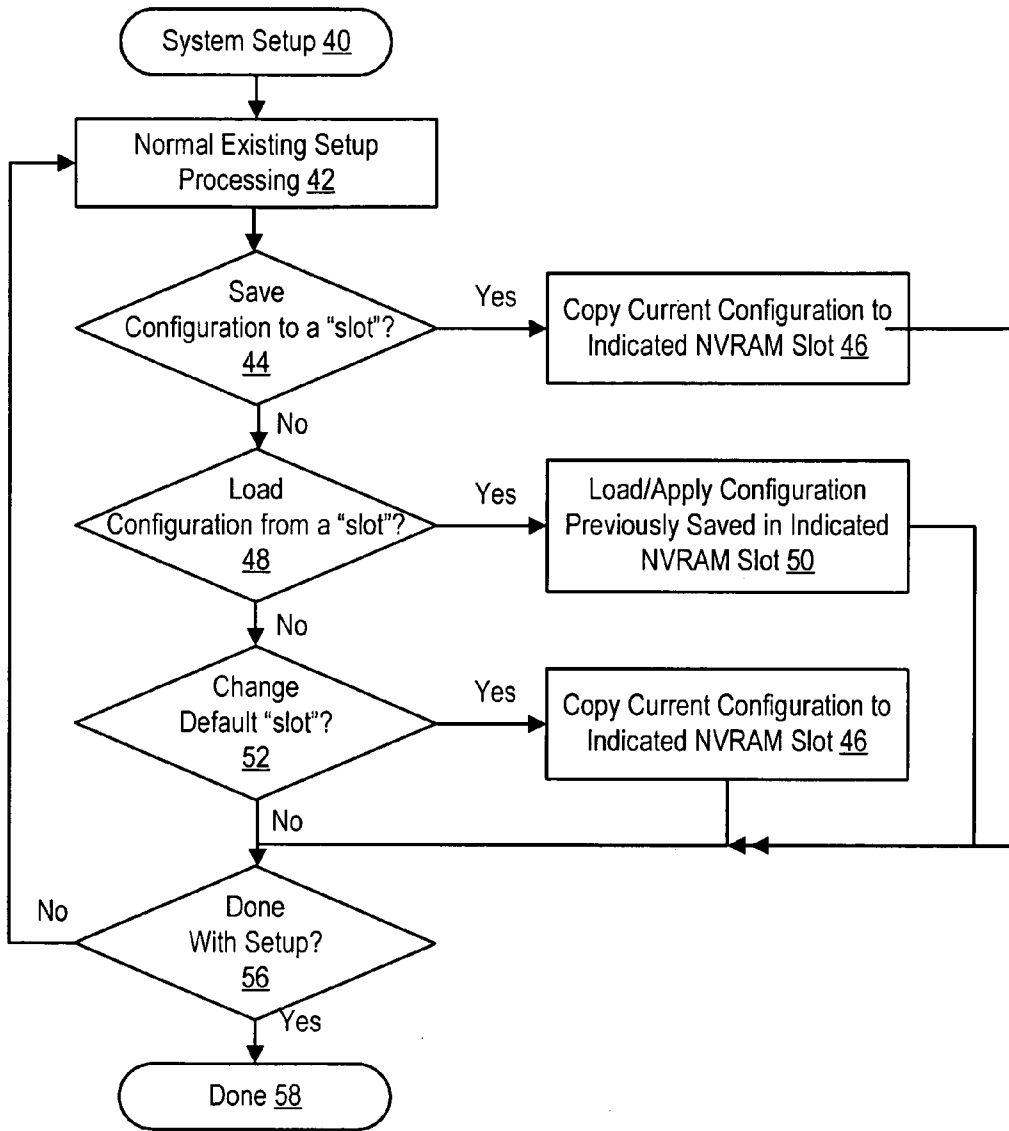 System Setup 40
Normal Existing Setup
Processing 42
Save
Configuration to a "slot"?
44
Yes
Copy Current Configuration to
Indicated NVRAM Slot 46
No
Load
Configuration from a "slot"?
48
Yes
Load/Apply Configuration
Previously Saved in Indicated
NVRAM Slot 50
No
Change
Default "slot"?
52
Yes
Copy Current Configuration to
Indicated NVRAM Slot 46
No
Done
With Setup?
56
No
Yes
Done 58